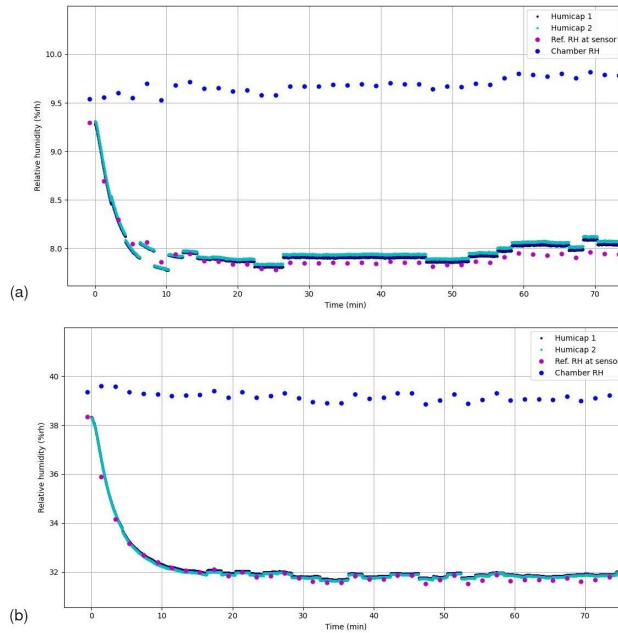 Humicap 1
Humicap 2
Ref. RH at sensor
Chamber RH
10.0
9.5
9.0
8.5
8.0
Relative humidity (%rh)
0 10 20 30 40 50 60 70
Time (min)
(a)
Humicap 1
Humicap 2
Ref. RH at sensor
Chamber RH
40
38
36
34
32
Relative humidity (%rh)
0 10 20 30 40 50 60 70
Time (min)
(b)